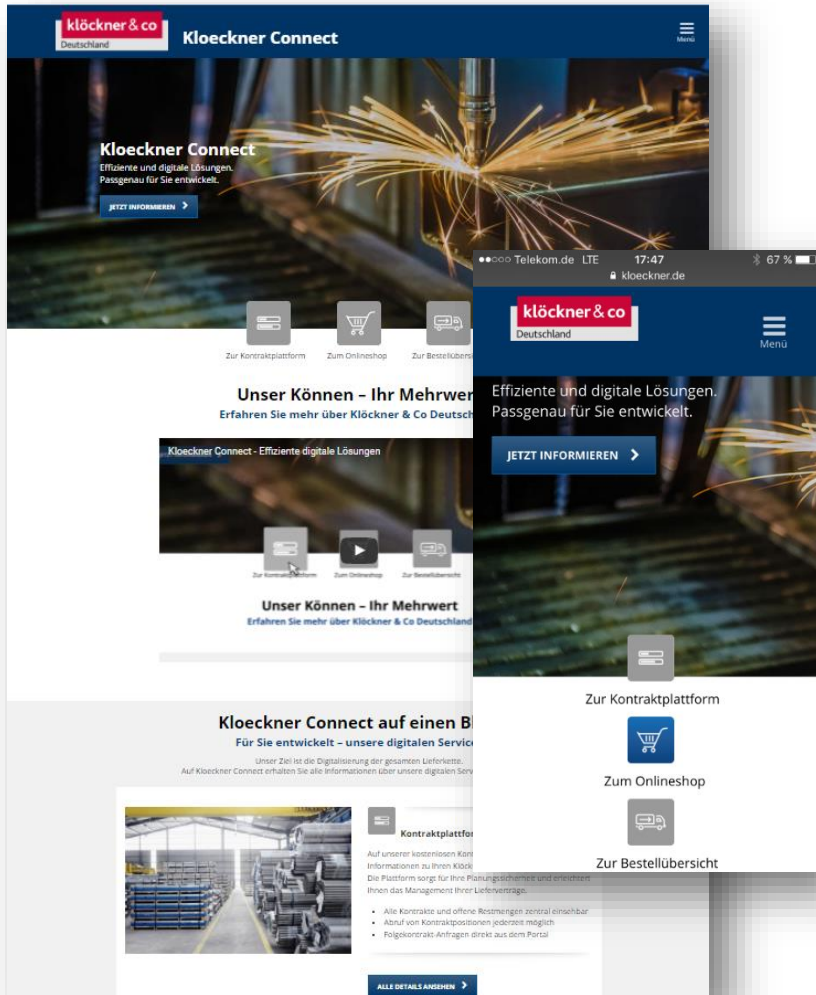 klöckner & co
Deutschland
Kloeckner Connect
Menü
Kloeckner Connect
Effiziente und digitale Lösungen.
Passgenau für Sie entwickelt.
JETZT INFORMIEREN
Zur Kontraktplattform
Zum Onlineshop
Zur Bestellübersi
Unser Können – Ihr Mehrwer
Erfahren Sie mehr über Klöckner & Co Deutsch
Kloeckner Connect - Effiziente digitale Lösungen
Zur Kontraktplattform
Zum Onlineshop
Zur Bestellübersicht
Unser Können – Ihr Mehrwert
Erfahren Sie mehr über Klöckner & Co Deutschland
Kloeckner Connect auf einen B
Für Sie entwickelt – unsere digitalen Service
Unser Ziel ist die Digitalisierung der gesamten Lieferkette.
Auf Kloeckner Connect erhalten Sie alle Informationen über unsere digitalen Serv
Kontraktplattfor
Auf unserer kostenlosen Kon
Informationen zu Ihren Klöck
Die Plattform sorgt für Ihre Planungssicherheit und erleichtert
Ihnen das Management Ihrer Lieferverträge.
• Alle Kontrakte und offene Restmengen zentral einsehbar
• Abruf von Kontraktpositionen jederzeit möglich
• Folgekontrakt-Anfragen direkt aus dem Portal
ALLE DETAILS ANSEHEN
Telekom.de LTE 17:47 67 %
kloeckner.de
klöckner & co
Deutschland
Menü
Effiziente und digitale Lösungen.
Passgenau für Sie entwickelt.
JETZT INFORMIEREN
Zur Kontraktplattform
Zum Onlineshop
Zur Bestellübersicht